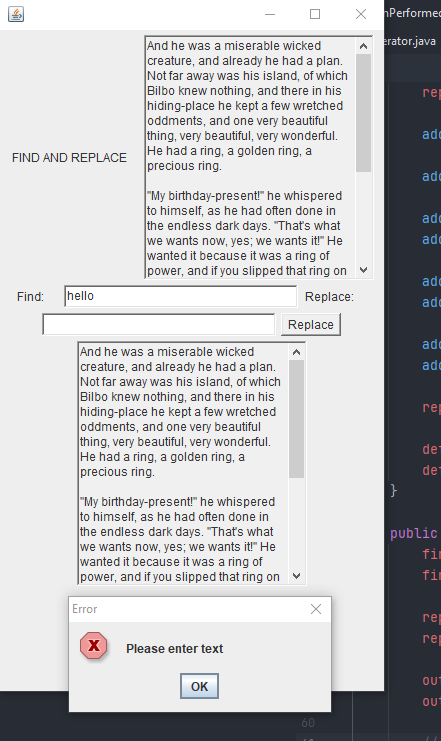 nPerformed
erator.java
And he was a miserable wicked
creature, and already he had a plan.
Not far away was his island, of which
Bilbo knew nothing, and there in his
hiding-place he kept a few wretched
oddments, and one very beautiful
thing, very beautiful, very wonderful.
He had a ring, a golden ring, a
precious ring.
"My birthday-present!" he whispered
to himself, as he had often done in
the endless dark days. "That's what
we wants now, yes; we wants it!" He
wanted it because it was a ring of
power, and if you slipped that ring on
FIND AND REPLACE
Find:
hello
Replace:
Replace
And he was a miserable wicked
creature, and already he had a plan.
Not far away was his island, of which
Bilbo knew nothing, and there in his
hiding-place he kept a few wretched
oddments, and one very beautiful
thing, very beautiful, very wonderful.
He had a ring, a golden ring, a
precious ring.
"My birthday-present!" he whispered
to himself, as he had often done in
the endless dark days. "That's what
we wants now, yes; we wants it!" He
wanted it because it was a ring of
power, and if you slipped that ring on
Error
Please enter text
OK
rep
add
add
add
add
add
add
add
add
rep
def
def
}
public
fin
fin
rep
rep
out
out
60